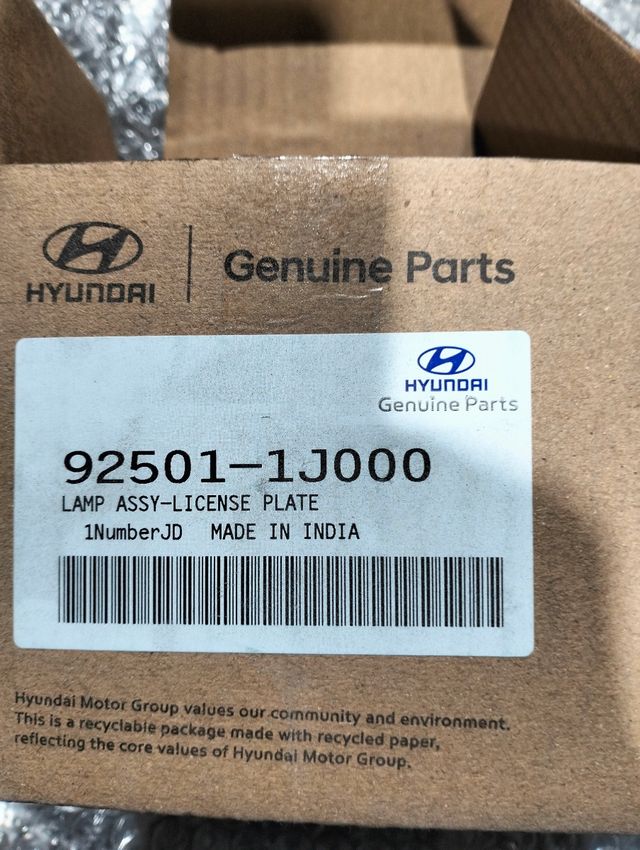 HYUNDAI
Genuine Parts
HYUNDAI
Genuine Parts
92501-1J000
LAMP ASSY-LICENSE PLATE
1NumberJD MADE IN INDIA
Hyundai Motor Group values our community and environment.
This is a recyclable package made with recycled paper,
reflecting the core values of Hyundai Motor Group.